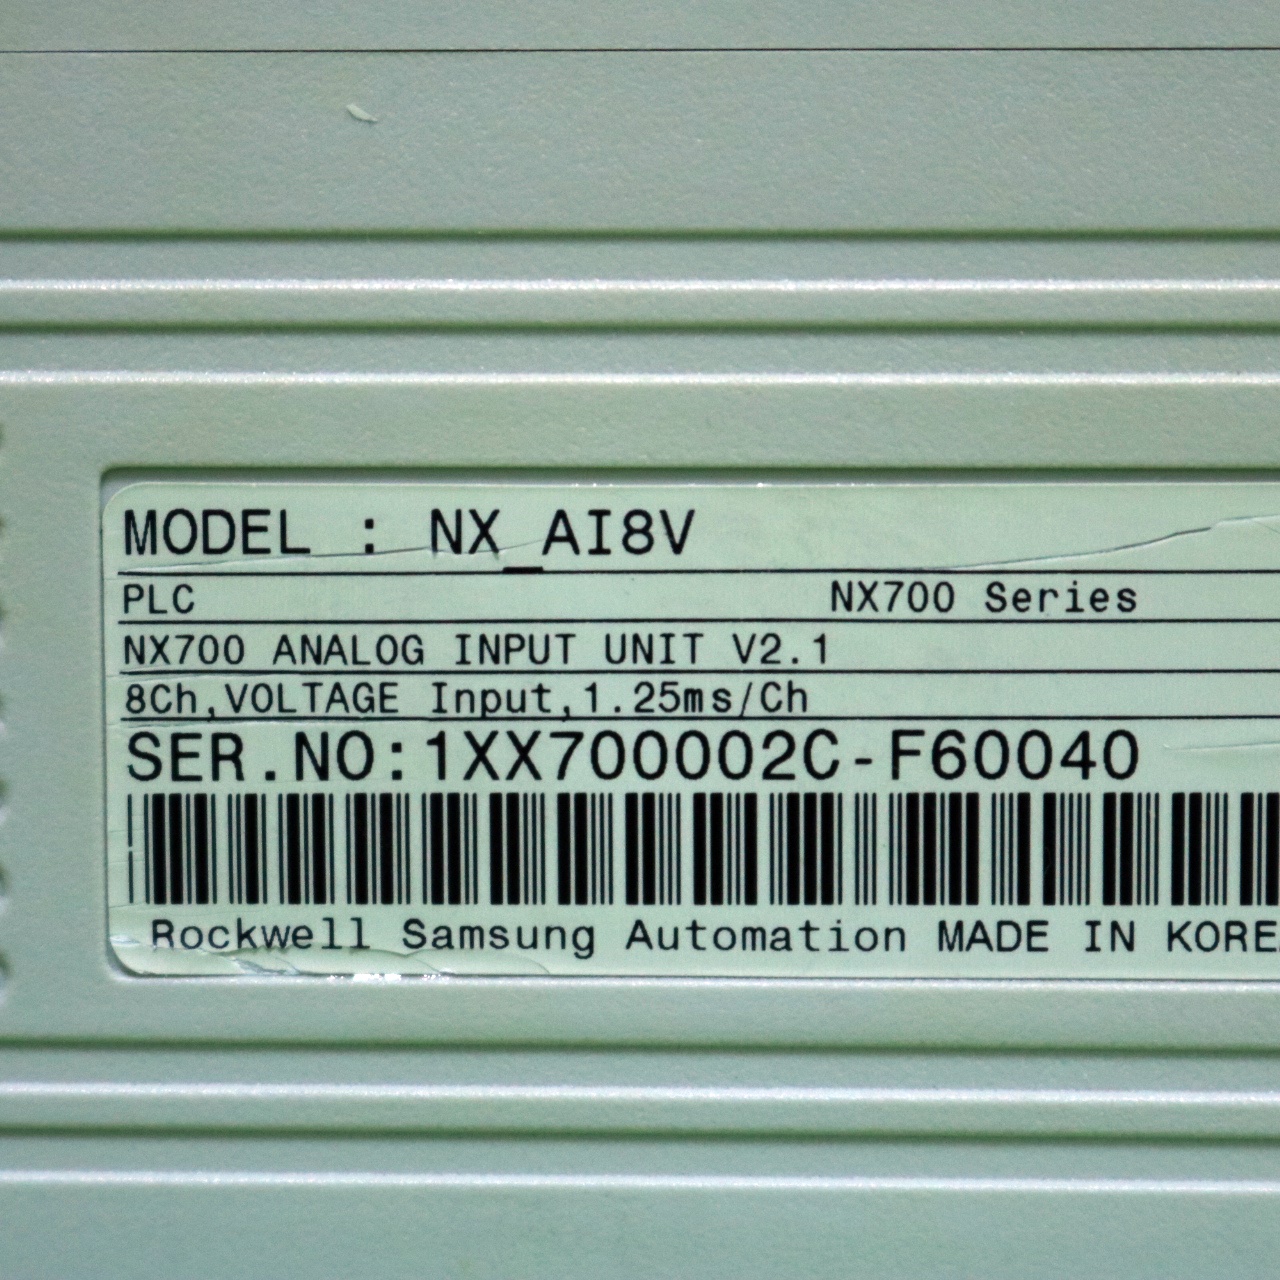 MODEL : NX_AI8V
PLC NX700 Series
NX700 ANALOG INPUT UNIT V2.1
8Ch,VOLTAGE Input,1.25ms/Ch
SER.NO:1XX700002C-F60040
Rockwell Samsung Automation MADE IN KORE